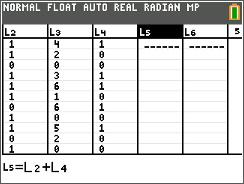 NORMAL FLOAT AUTO REAL RADIAN MP
L2 L3 L4 L5 L6 5
1 4 1 ------ ------
1 2 0
0 0 0
1 3 1
1 6 1
1 1 0
0 6 1
1 0 0
1 5 1
0 2 0
1 0 0
L5=L2+L4